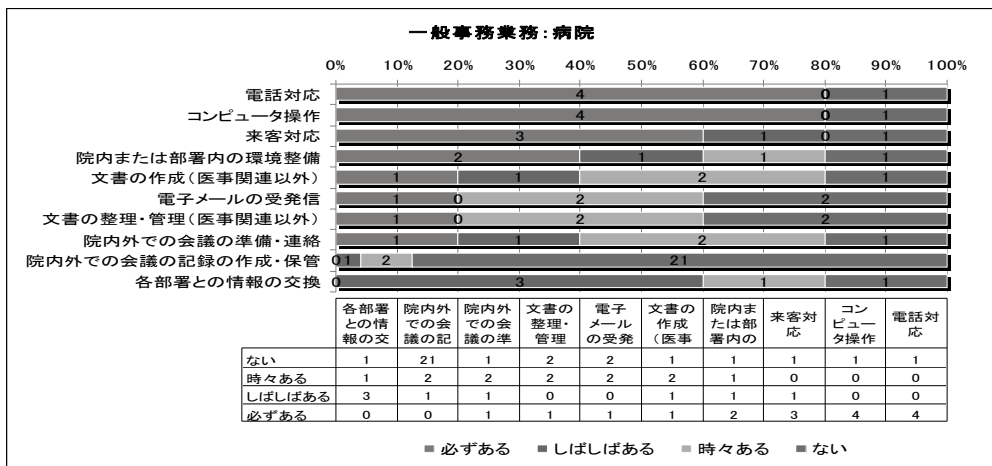 一般事務業務：病院
0% 10% 20% 30% 40% 50% 60% 70% 80% 90% 100%
電話対応 4 0 1
コンピュータ操作 4 0 1
来客対応 3 1 0 1
院内または部署内の環境整備 2 1 1 1
文書の作成（医事関連以外） 1 1 2 1
電子メールの受発信 1 0 2 2
文書の整理・管理（医事関連以外） 1 0 2 2
院内外での会議の準備・連絡 1 1 2 1
院内外での会議の記録の作成・保管 0 1 2 21
各部署との情報の交換 0 3 1 1
各部署 院内外 院内外 文書の 電子 文書の 院内ま 来客対 コン 電話対
との情 での会 での会 整理・ メール 作成 たは部 応 ピュー 応
報の交 議の記 議の準 管理 の受発 （医事 署内の タ操作
ない 1 21 1 2 2 1 1 1 1 1
時々ある 1 2 2 2 2 2 1 0 0 0
しばしばある 3 1 1 0 0 1 1 1 0 0
必ずある 0 0 1 1 1 1 2 3 4 4
必ずある しばしばある 時々ある ない